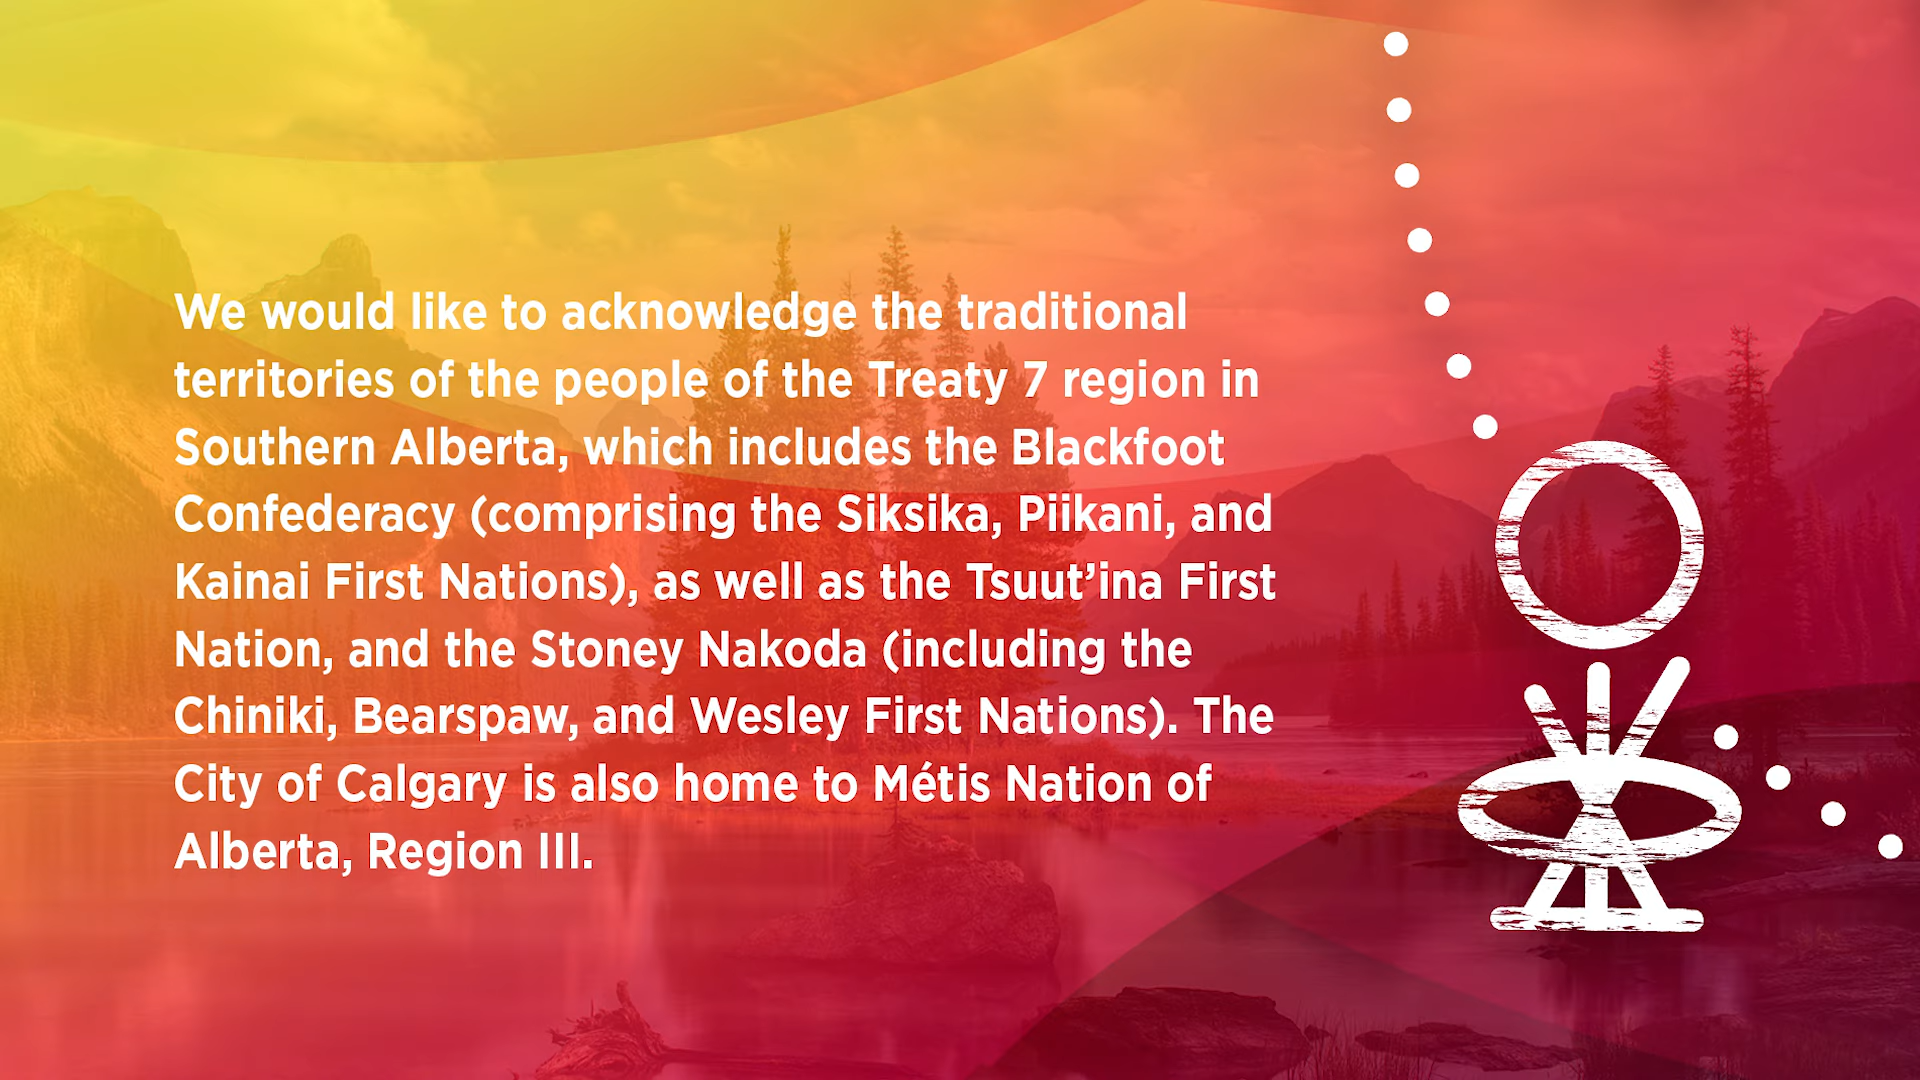 We would like to acknowledge the traditional
territories of the people of the Treaty 7 region in
Southern Alberta, which includes the Blackfoot
Confederacy (comprising the Siksika, Piikani, and
Kainai First Nations), as well as the Tsuut’ina First
Nation, and the Stoney Nakoda (including the
Chiniki, Bearspaw, and Wesley First Nations). The
City of Calgary is also home to Métis Nation of
Alberta, Region III.